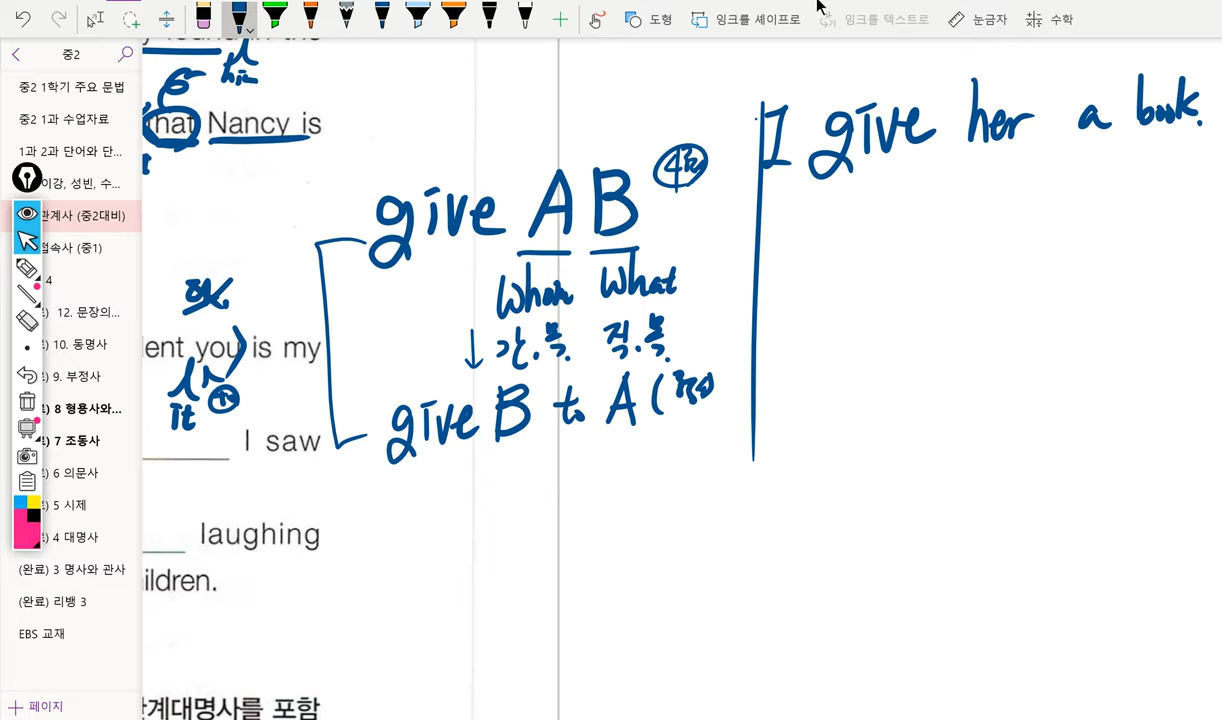 도형
잉크를 셰이프로
잉크를 텍스트로
눈금자
수학
중2
중2 1학기 주요 문법
중2 1과 수업자료
1과 2과 단어와 단...
이강, 성빈, 수...
관계사 (중2대비)
접속사 (중1)
4
) 12. 문장의...
) 10. 동명사
) 9. 부정사
) 8 형용사와...
) 7 조동사
) 6 의문사
) 5 시제
) 4 대명사
(완료) 3 명사와 관사
(완료) 리뱅 3
EBS 교재
페이지
in the
him
that Nancy is
lent you is my
it
I saw
laughing
ildren.
계대명사를 포함
give A B
whom what
간.목. 직.목.
give B to A
I give her a book.